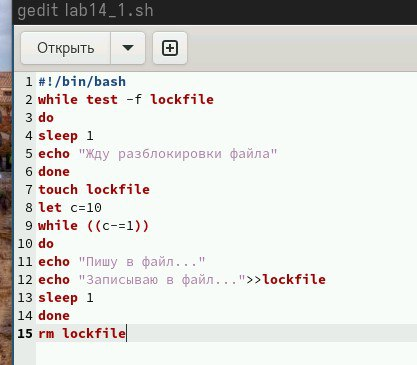 gedit lab14_1.sh
Открыть
1 #!/bin/bash
2 while test -f lockfile
3 do
4 sleep 1
5 echo "Жду разблокировки файла"
6 done
7 touch lockfile
8 let c=10
9 while ((c-=1))
10 do
11 echo "Пишу в файл..."
12 echo "Записываю в файл...">>lockfile
13 sleep 1
14 done
15 rm lockfile